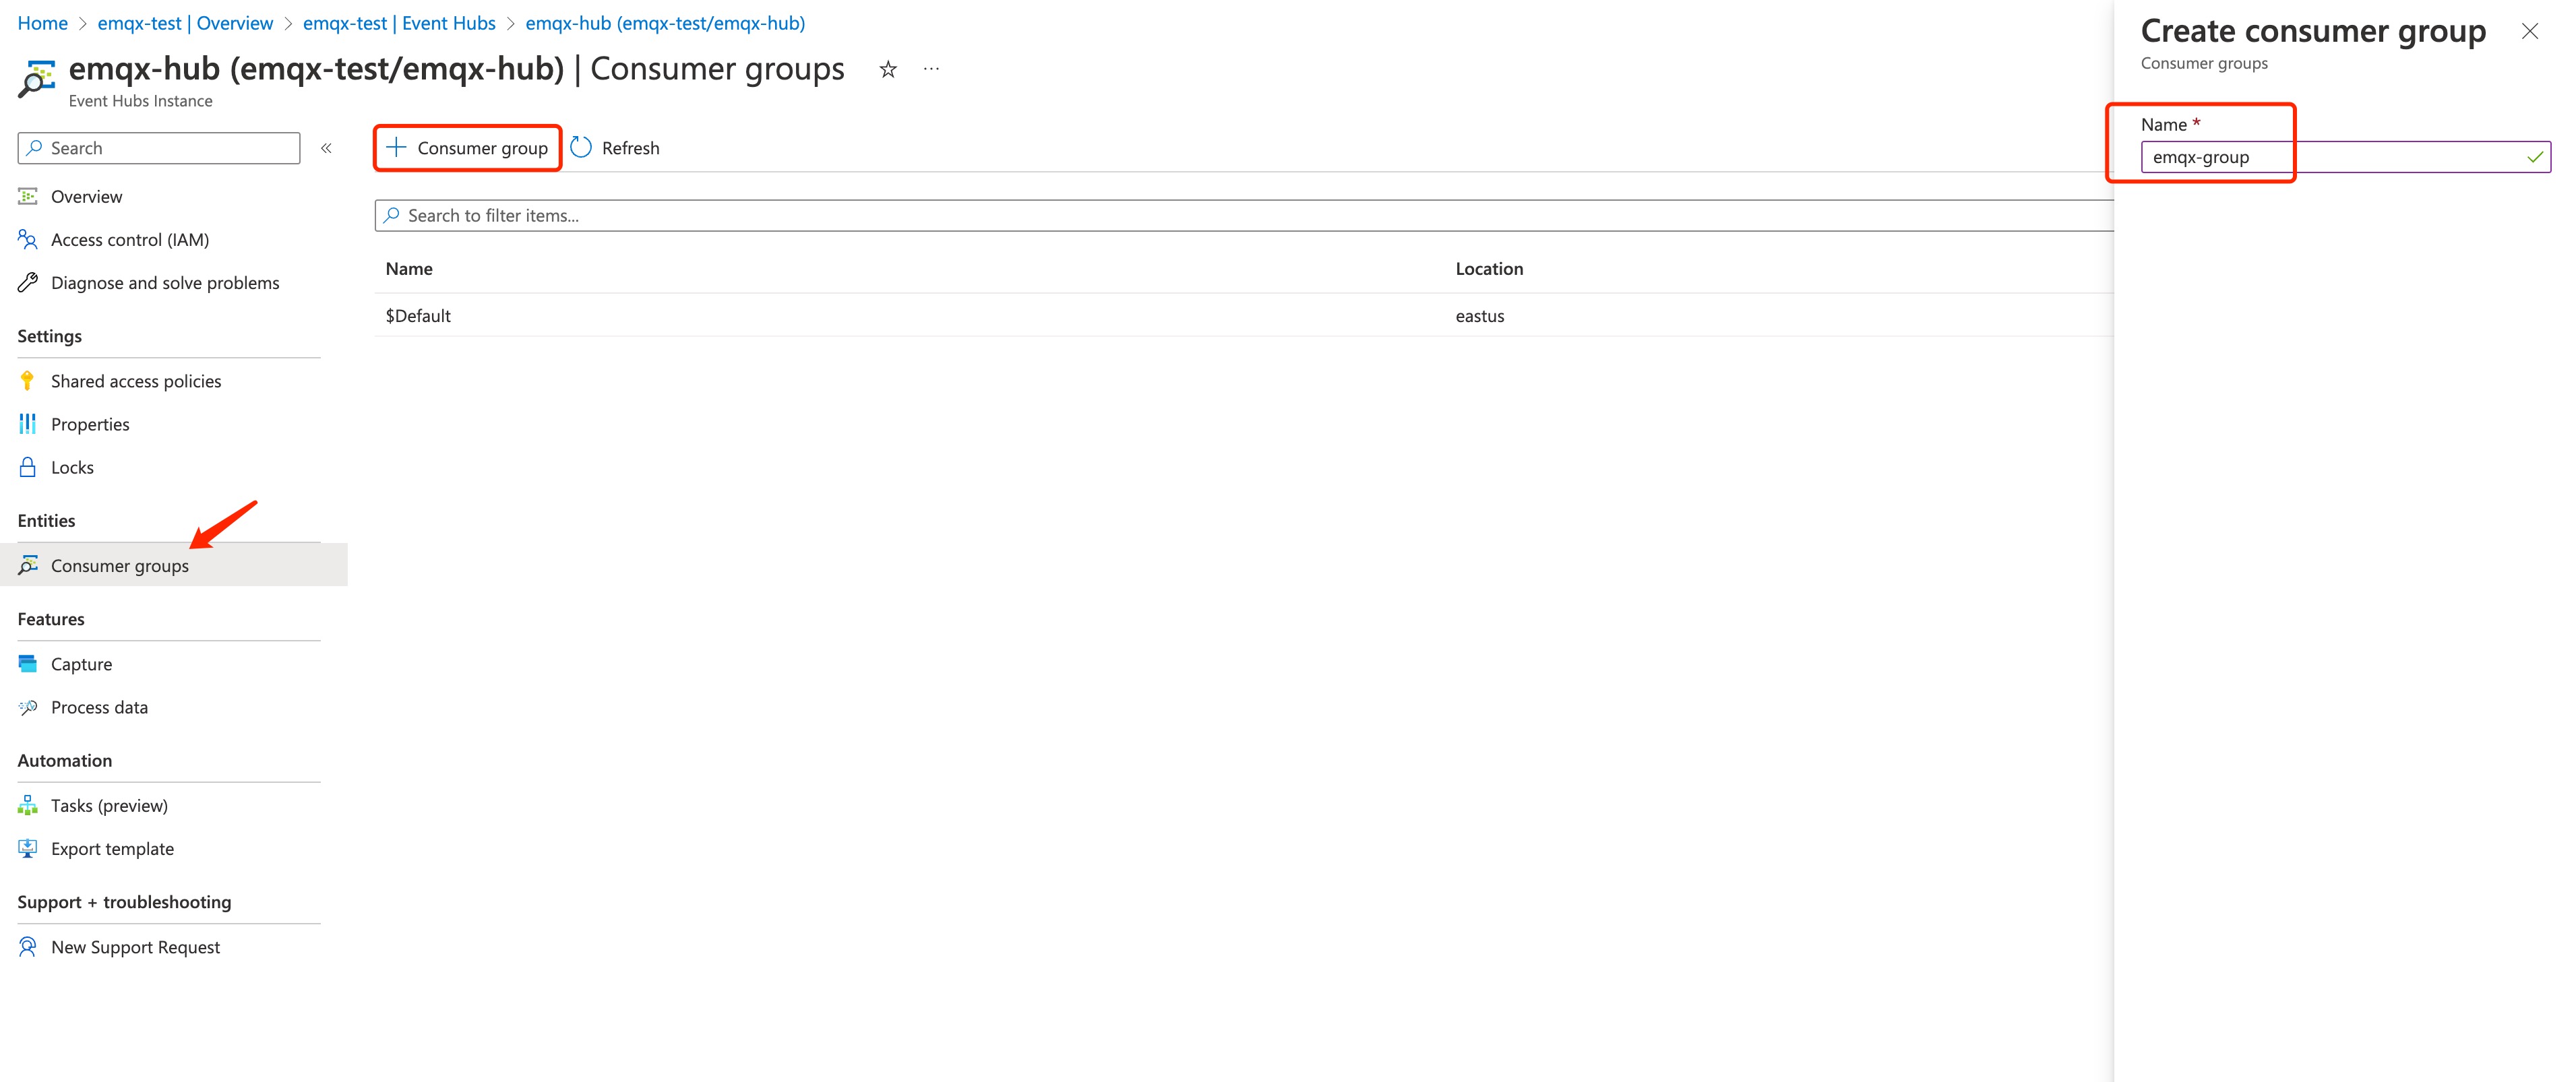 Home > emqx-test | Overview > emqx-test | Event Hubs > emqx-hub (emqx-test/emqx-hub)
emqx-hub (emqx-test/emqx-hub) | Consumer groups
Event Hubs Instance
Search
Overview
Access control (IAM)
Diagnose and solve problems
Settings
Shared access policies
Properties
Locks
Entities
Consumer groups
Features
Capture
Process data
Automation
Tasks (preview)
Export template
Support + troubleshooting
New Support Request
Consumer group Refresh
Search to filter items...
Name Location
$Default eastus
Create consumer group
Consumer groups
Name *
emqx-group